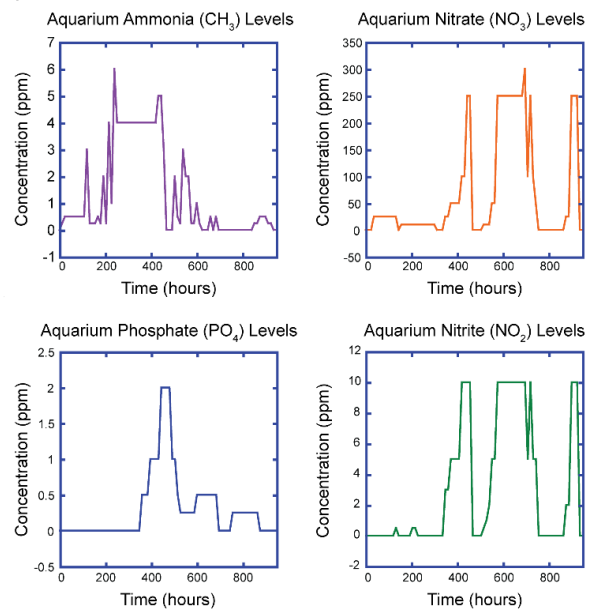 Aquarium Ammonia (CH3) Levels
7
6
5
4
3
2
1
0
-1
Concentration (ppm)
0 200 400 600 800
Time (hours)
Aquarium Nitrate (NO3) Levels
350
300
250
200
150
100
50
0
-50
Concentration (ppm)
0 200 400 600 800
Time (hours)
Aquarium Phosphate (PO4) Levels
2.5
2
1.5
1
0.5
0
-0.5
Concentration (ppm)
0 200 400 600 800
Time (hours)
Aquarium Nitrite (NO2) Levels
12
10
8
6
4
2
0
-2
Concentration (ppm)
0 200 400 600 800
Time (hours)